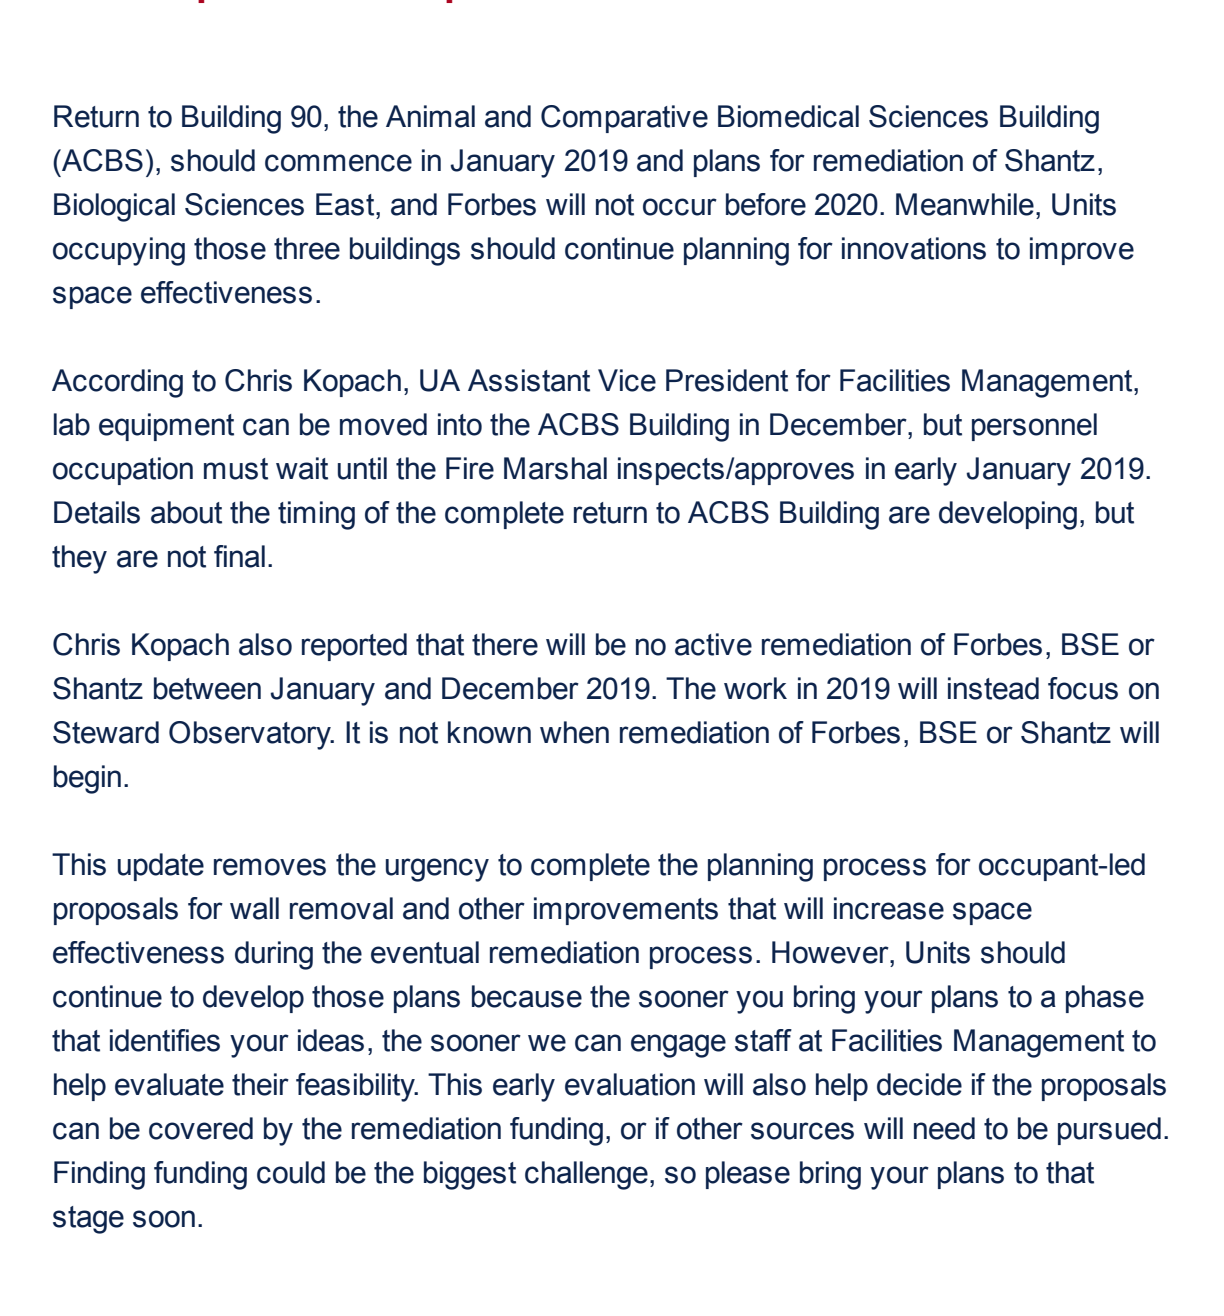 Return to Building 90, the Animal and Comparative Biomedical Sciences Building
(ACBS), should commence in January 2019 and plans for remediation of Shantz,
Biological Sciences East, and Forbes will not occur before 2020. Meanwhile, Units
occupying those three buildings should continue planning for innovations to improve
space effectiveness.
According to Chris Kopach, UA Assistant Vice President for Facilities Management,
lab equipment can be moved into the ACBS Building in December, but personnel
occupation must wait until the Fire Marshal inspects/approves in early January 2019.
Details about the timing of the complete return to ACBS Building are developing, but
they are not final.
Chris Kopach also reported that there will be no active remediation of Forbes, BSE or
Shantz between January and December 2019. The work in 2019 will instead focus on
Steward Observatory. It is not known when remediation of Forbes, BSE or Shantz will
begin.
This update removes the urgency to complete the planning process for occupant-led
proposals for wall removal and other improvements that will increase space
effectiveness during the eventual remediation process. However, Units should
continue to develop those plans because the sooner you bring your plans to a phase
that identifies your ideas, the sooner we can engage staff at Facilities Management to
help evaluate their feasibility. This early evaluation will also help decide if the proposals
can be covered by the remediation funding, or if other sources will need to be pursued.
Finding funding could be the biggest challenge, so please bring your plans to that
stage soon.